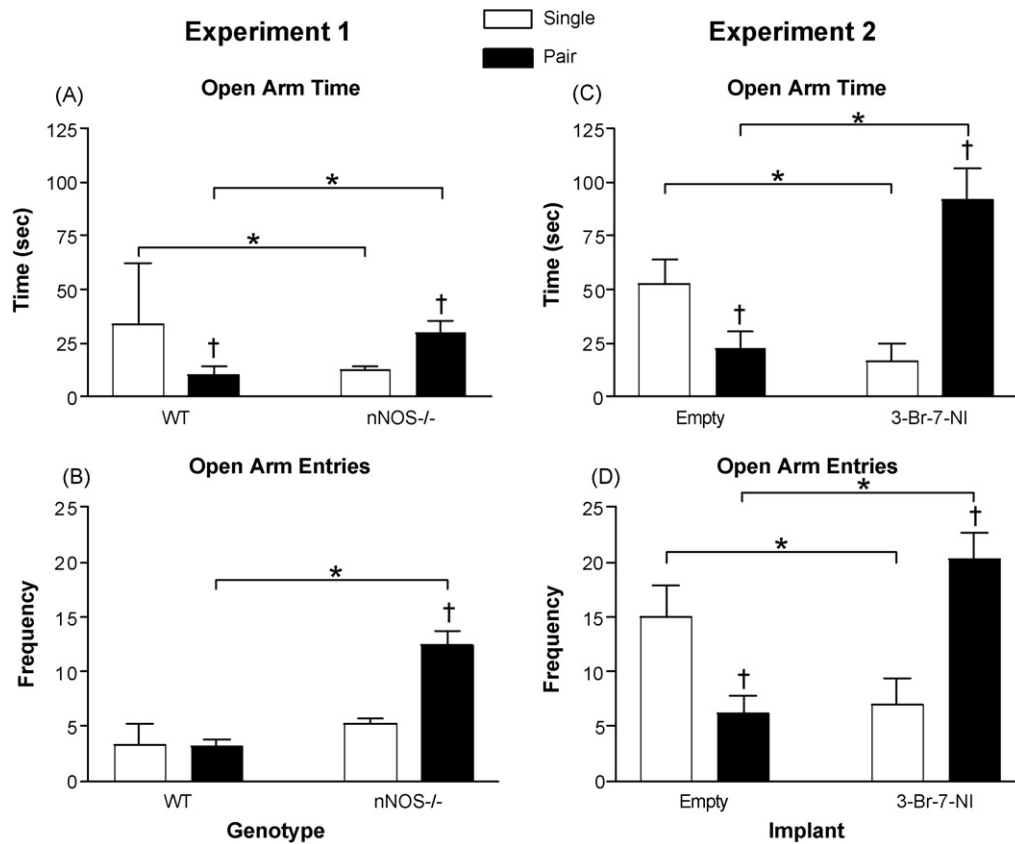 Experiment 1
Single
Pair
Experiment 2
(A)
Open Arm Time
Time (sec)
125
100
75
50
25
0
*
*
†
†
WT
nNOS-/-
(C)
Open Arm Time
Time (sec)
125
100
75
50
25
0
*
*
†
†
Empty
3-Br-7-NI
(B)
Open Arm Entries
Frequency
25
20
15
10
5
0
*
†
WT
nNOS-/-
Genotype
(D)
Open Arm Entries
Frequency
25
20
15
10
5
0
*
*
†
†
Empty
3-Br-7-NI
Implant